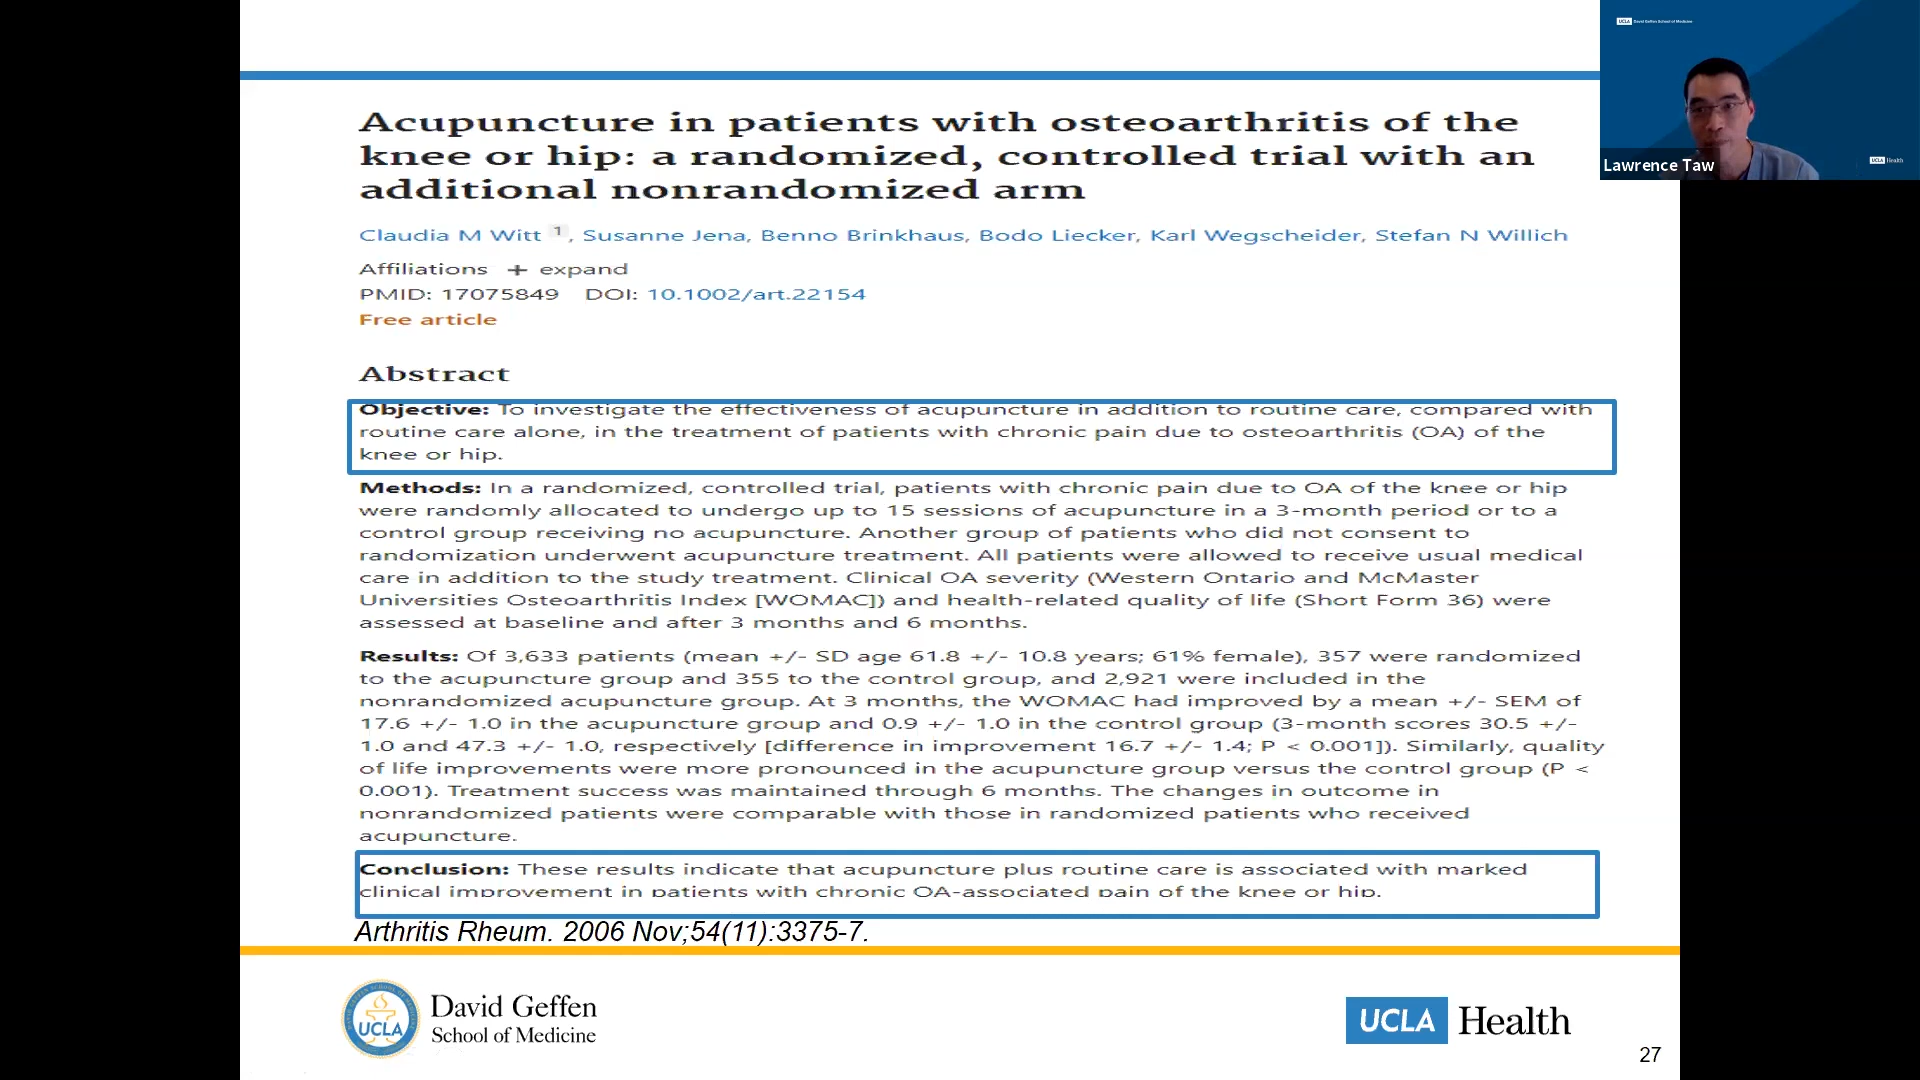 UCLA David Geffen School of Medicine
Lawrence Taw
UCLA Health
Acupuncture in patients with osteoarthritis of the
knee or hip: a randomized, controlled trial with an
additional nonrandomized arm
Claudia M Witt 1, Susanne Jena, Benno Brinkhaus, Bodo Liecker, Karl Wegscheider, Stefan N Willich
Affiliations + expand
PMID: 17075849 DOI: 10.1002/art.22154
Free article
Abstract
Objective: To investigate the effectiveness of acupuncture in addition to routine care, compared with
routine care alone, in the treatment of patients with chronic pain due to osteoarthritis (OA) of the
knee or hip.
Methods: In a randomized, controlled trial, patients with chronic pain due to OA of the knee or hip
were randomly allocated to undergo up to 15 sessions of acupuncture in a 3-month period or to a
control group receiving no acupuncture. Another group of patients who did not consent to
randomization underwent acupuncture treatment. All patients were allowed to receive usual medical
care in addition to the study treatment. Clinical OA severity (Western Ontario and McMaster
Universities Osteoarthritis Index [WOMAC]) and health-related quality of life (Short Form 36) were
assessed at baseline and after 3 months and 6 months.
Results: Of 3,633 patients (mean +/- SD age 61.8 +/- 10.8 years; 61% female), 357 were randomized
to the acupuncture group and 355 to the control group, and 2,921 were included in the
nonrandomized acupuncture group. At 3 months, the WOMAC had improved by a mean +/- SEM of
17.6 +/- 1.0 in the acupuncture group and 0.9 +/- 1.0 in the control group (3-month scores 30.5 +/-
1.0 and 47.3 +/- 1.0, respectively [difference in improvement 16.7 +/- 1.4; P < 0.001]). Similarly, quality
of life improvements were more pronounced in the acupuncture group versus the control group (P <
0.001). Treatment success was maintained through 6 months. The changes in outcome in
nonrandomized patients were comparable with those in randomized patients who received
acupuncture.
Conclusion: These results indicate that acupuncture plus routine care is associated with marked
clinical improvement in patients with chronic OA-associated pain of the knee or hip.
Arthritis Rheum. 2006 Nov;54(11):3375-7.
UCLA
David Geffen
School of Medicine
UCLA Health
27